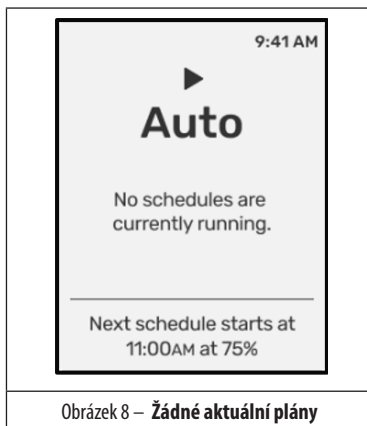 9:41 AM
Auto
No schedules are
currently running.
Next schedule starts at
11:00AM at 75%
Obrázek 8 – Žádné aktuální plány